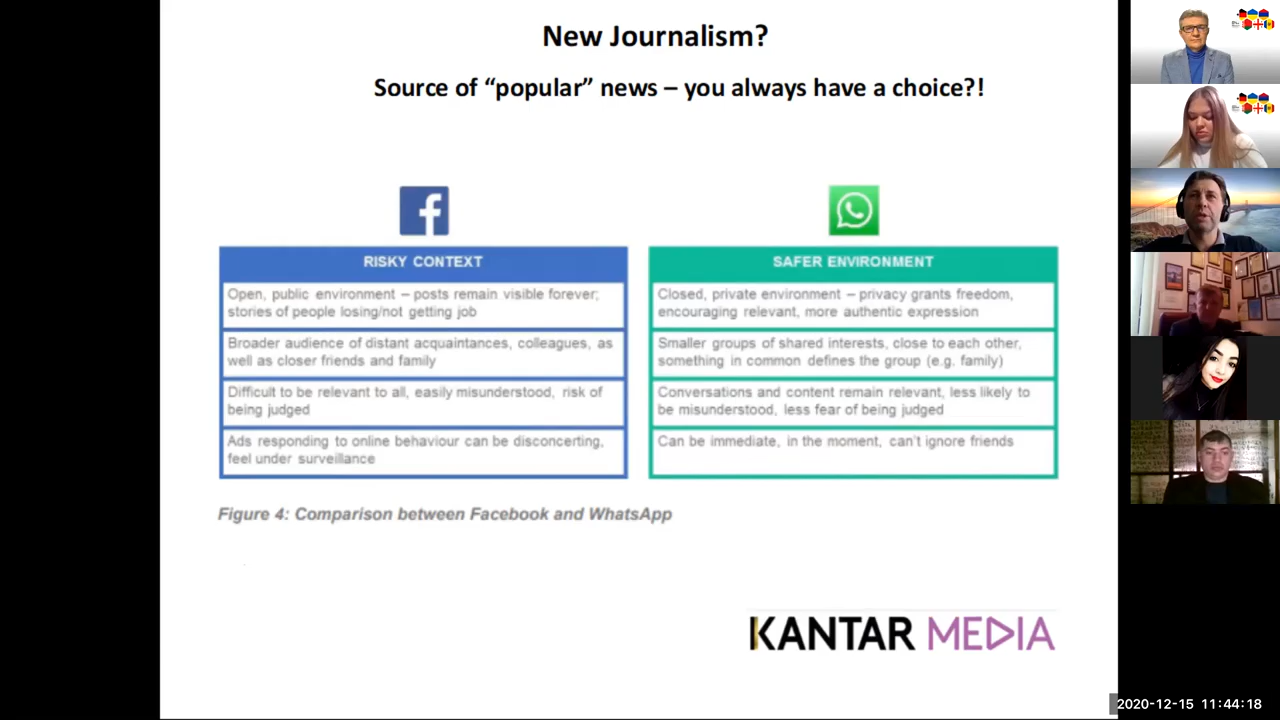 New Journalism?
Source of “popular” news – you always have a choice?!
RISKY CONTEXT
Open, public environment – posts remain visible forever;
stories of people losing/not getting job
Broader audience of distant acquaintances, colleagues, as
well as closer friends and family
Difficult to be relevant to all, easily misunderstood, risk of
being judged
Ads responding to online behaviour can be disconcerting,
feel under surveillance
SAFER ENVIRONMENT
Closed, private environment – privacy grants freedom,
encouraging relevant, more authentic expression
Smaller groups of shared interests, close to each other,
something in common defines the group (e.g. family)
Conversations and content remain relevant, less likely to
be misunderstood, less fear of being judged
Can be immediate, in the moment, can’t ignore friends
Figure 4: Comparison between Facebook and WhatsApp
KANTAR MEDIA
2020-12-15 11:44:18